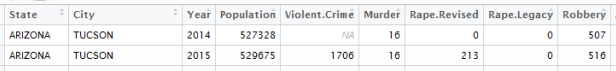 State City Year Population Violent.Crime Murder Rape.Revised Rape.Legacy Robbery
ARIZONA TUCSON 2014 527328 NA 16 0 0 507
ARIZONA TUCSON 2015 529675 1706 16 213 0 516